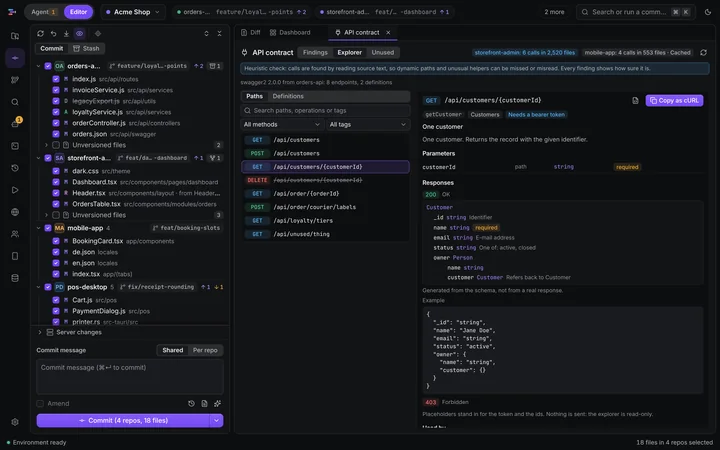 Agent 1 Editor
Acme Shop
orders-... feature/loyal...-points ↑ 2
storefront-ad... feat/...-dashboard ↑ 1
2 more
Search or run a comm... ⌘K
Commit Stash
orders-a... feature/loyal...-points ↑ 2 1
M index.js src/api/routes
M invoiceService.js src/api/services
D legacyExport.js src/api/utils
A loyaltyService.js src/api/services
M orderController.js src/api/controllers
M orders.json src/api/swagger
Unversioned files 2
SA storefront-a... feat/da...-dashboard ↑ 1 1
M dark.css src/theme
M Dashboard.tsx src/components/pages/dashboard
M Header.tsx src/components/layout · from Header...
M OrdersTable.tsx src/components/modules/orders
Unversioned files 3
MA mobile-app 4 feat/booking-slots
M BookingCard.tsx app/components
M de.json locales
M en.json locales
M index.tsx app/(tabs)
PD pos-desktop 5 fix/receipt-rounding ↑ 1 ↓ 1
M Cart.js src/pos
M PaymentDialog.js src/pos
M printer.rs src-tauri/src
Server changes
Commit message Shared Per repo
Commit message (⌘↵ to commit)
Amend
Commit (4 repos, 18 files)
Environment ready
Diff Dashboard API contract ×
API contract Findings Explorer Unused
storefront-admin: 6 calls in 2,520 files mobile-app: 4 calls in 553 files · Cached
Heuristic check: calls are found by reading source text, so dynamic paths and unusual helpers can be missed or misread. Every finding shows how sure it is.
swagger2.2.0.0 from orders-api: 8 endpoints, 2 definitions
Paths Definitions
Search paths, operations or tags
All methods All tags
GET /api/customers
POST /api/customers
GET /api/customers/{customerId}
DELETE /api/customers/{customerId}
GET /api/order/{orderId}
POST /api/order/courier/labels
GET /api/loyalty/tiers
GET /api/unused/thing
GET /api/customers/{customerId}
Copy as cURL
getCustomer Customers Needs a bearer token
One customer
One customer. Returns the record with the given identifier.
Parameters
customerId path string required
Responses
200 OK
Customer
_id string Identifier
name string required
email string E-mail address
status string One of: active, closed
owner Person
name string
customer Customer Refers back to Customer
Generated from the schema, not from a real response.
Example
{
"_id": "string",
"name": "Jane Doe",
"email": "string",
"status": "active",
"owner": {
"name": "string",
"customer": {}
}
}
403 Forbidden
Placeholders stand in for the token and the ids. Nothing is sent: the explorer is read-only.
Used by
18 files in 4 repos selected